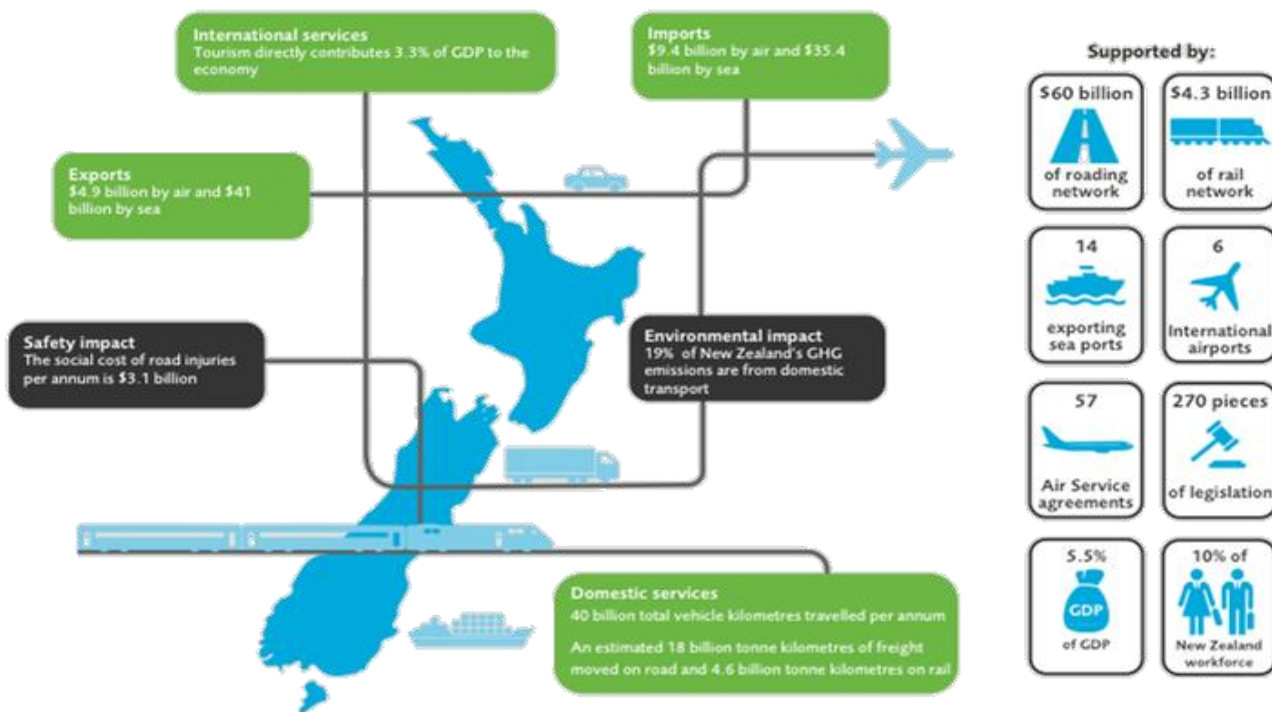 International services
Tourism directly contributes 3.3% of GDP to the
economy
Imports
$9.4 billion by air and $35.4
billion by sea
Exports
$4.9 billion by air and $41
billion by sea
Safety impact
The social cost of road injuries
per annum is $3.1 billion
Environmental impact
19% of New Zealand's GHG
emissions are from domestic
transport
Domestic services
40 billion total vehicle kilometres travelled per annum
An estimated 18 billion tonne kilometres of freight
moved on road and 4.6 billion tonne kilometres on rail
Supported by:
$60 billion
of roading
network
$4.3 billion
of rail
network
14
exporting
sea ports
6
International
airports
57
Air Service
agreements
270 pieces
of legislation
5.5%
GDP
of GDP
10% of
New Zealand
workforce